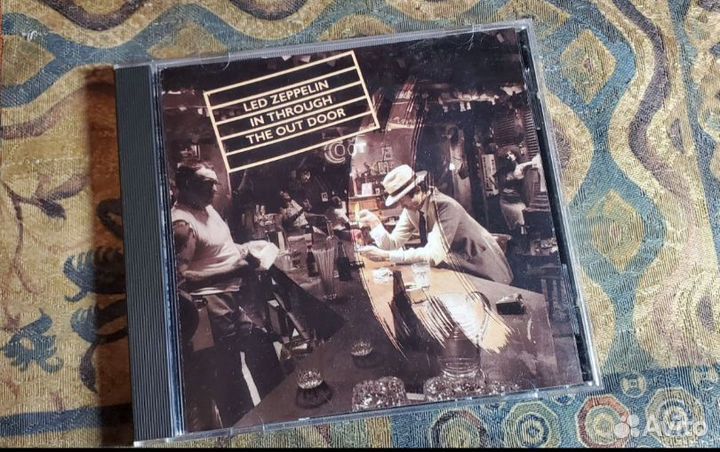 LED ZEPPELIN
IN THROUGH
THE OUT DOOR
Avito